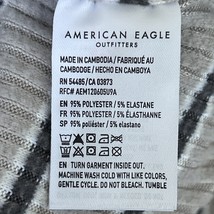 AMERICAN EAGLE
OUTFITTERS
MADE IN CAMBODIA/ FABRIQUÉ AU
CAMBODGE / HECHO EN CAMBOYA
RN 54485/ CA 03873
RFC# AEM120605U9A
EN 95% POLYESTER / 5% ELASTANE
FR 95% POLYESTER / 5% ÉLASTHANNE
SP 95% POLIÉSTER / 5% ELASTANO
EN TURN GARMENT INSIDE OUT.
MACHINE WASH COLD WITH LIKE COLORS,
GENTLE CYCLE. DO NOT BLEACH. TUMBLE